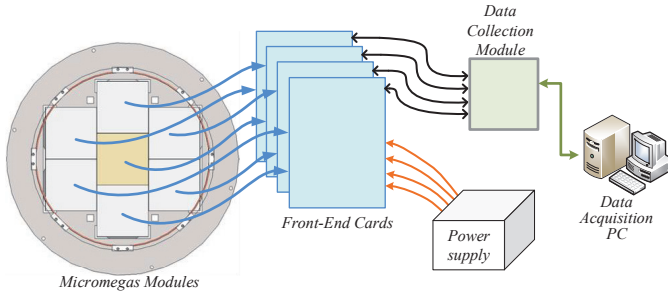 Data
Collection
Module
Front-End Cards
Power
supply
Data
Acquisition
PC
Micromegas Modules